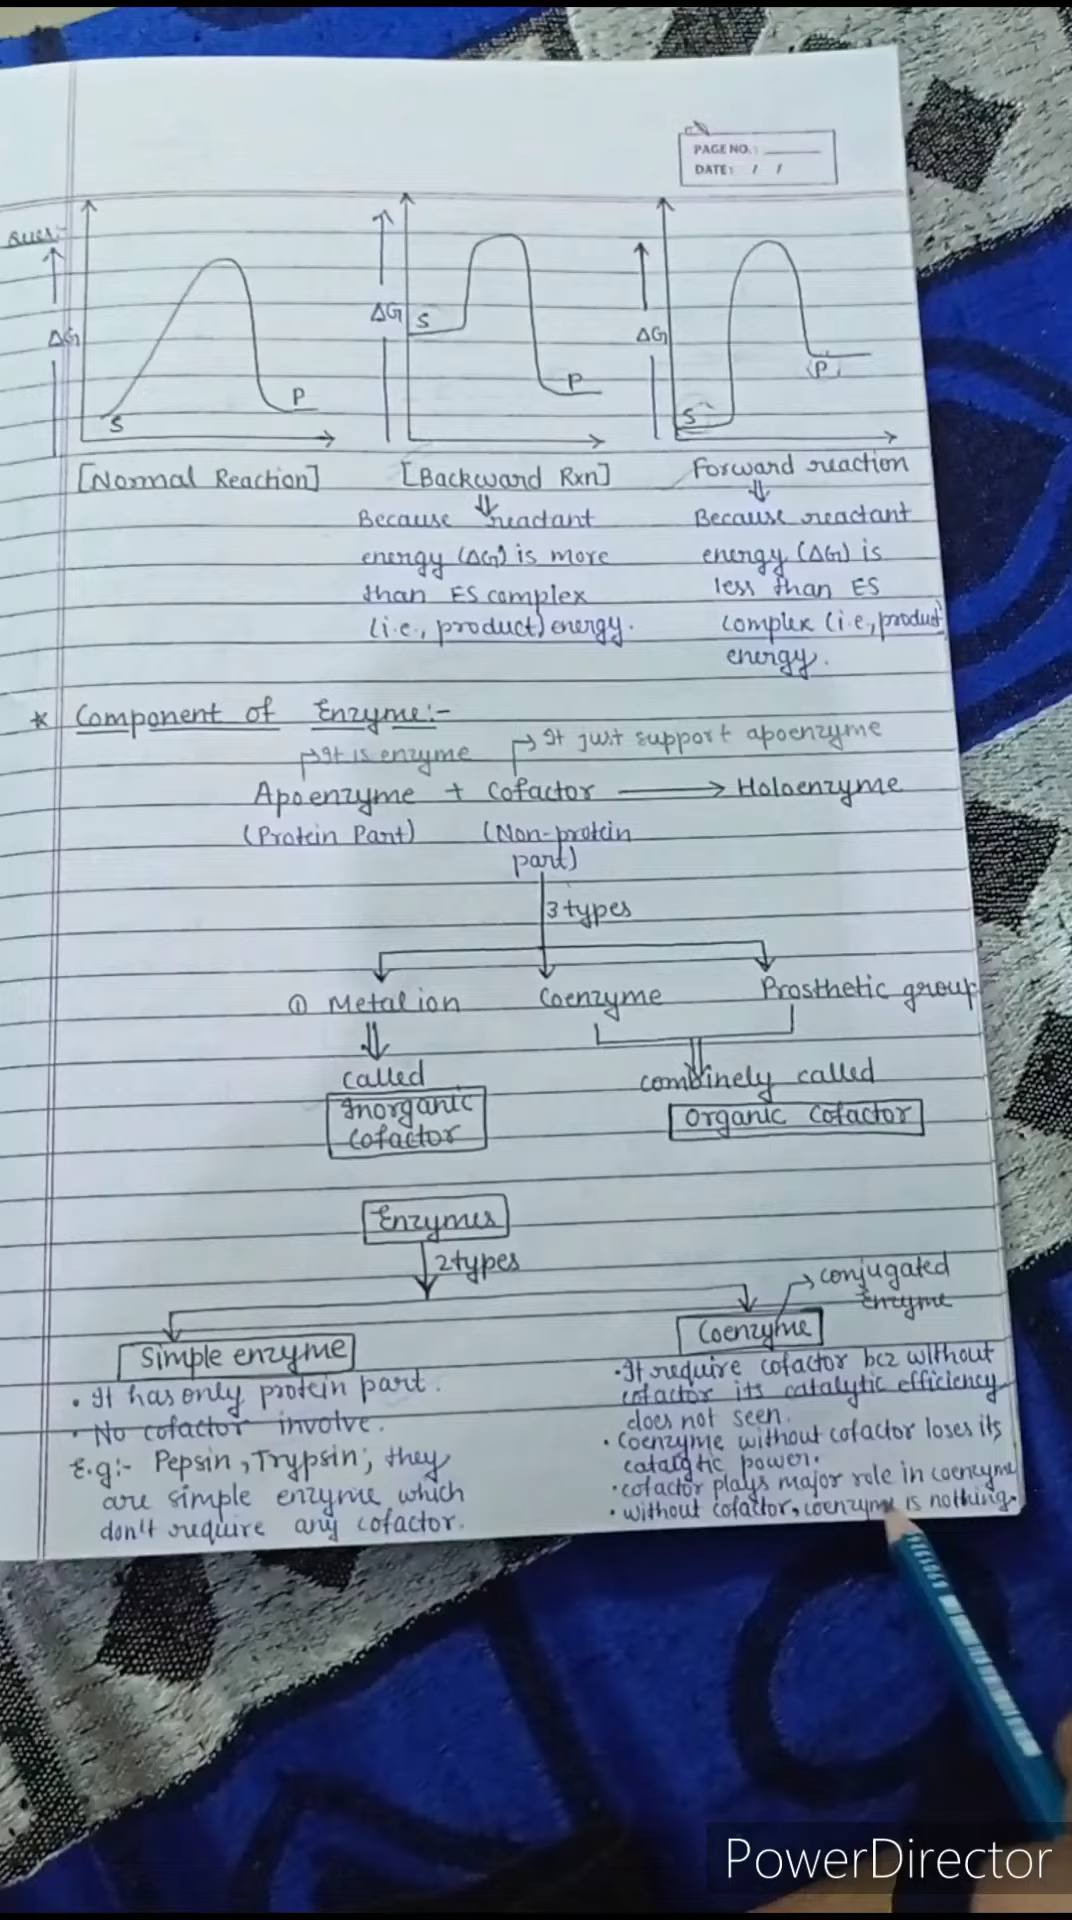 PAGE NO.:
DATE: / /
Ques:-
ΔG
S
P
ΔG
S
P
ΔG
S
P
[Normal Reaction]
[Backward Rxn]
Because reactant
energy (ΔG) is more
than ES complex
(i.e., product) energy.
Forward reaction
Because reactant
energy (ΔG) is
less than ES
complex (i.e., product
energy.
* Component of Enzyme:-
It is enzyme
It just support apoenzyme
Apoenzyme + Cofactor → Holoenzyme
(Protein Part) (Non-protein
part)
3 types
① Metal ion Coenzyme Prosthetic group
called
Inorganic
Cofactor
combinely called
Organic Cofactor
Enzymes
2 types
Simple enzyme
• It has only protein part.
• No cofactor involve.
E.g:- Pepsin, Trypsin; they
are simple enzyme which
don't require any cofactor.
conjugated
Enzyme
Coenzyme
• It require cofactor bcz without
cofactor its catalytic efficiency
does not seen.
• Coenzyme without cofactor loses its
catalytic power.
• cofactor plays major role in coenzyme
• without cofactor, coenzyme is nothing.
PowerDirector